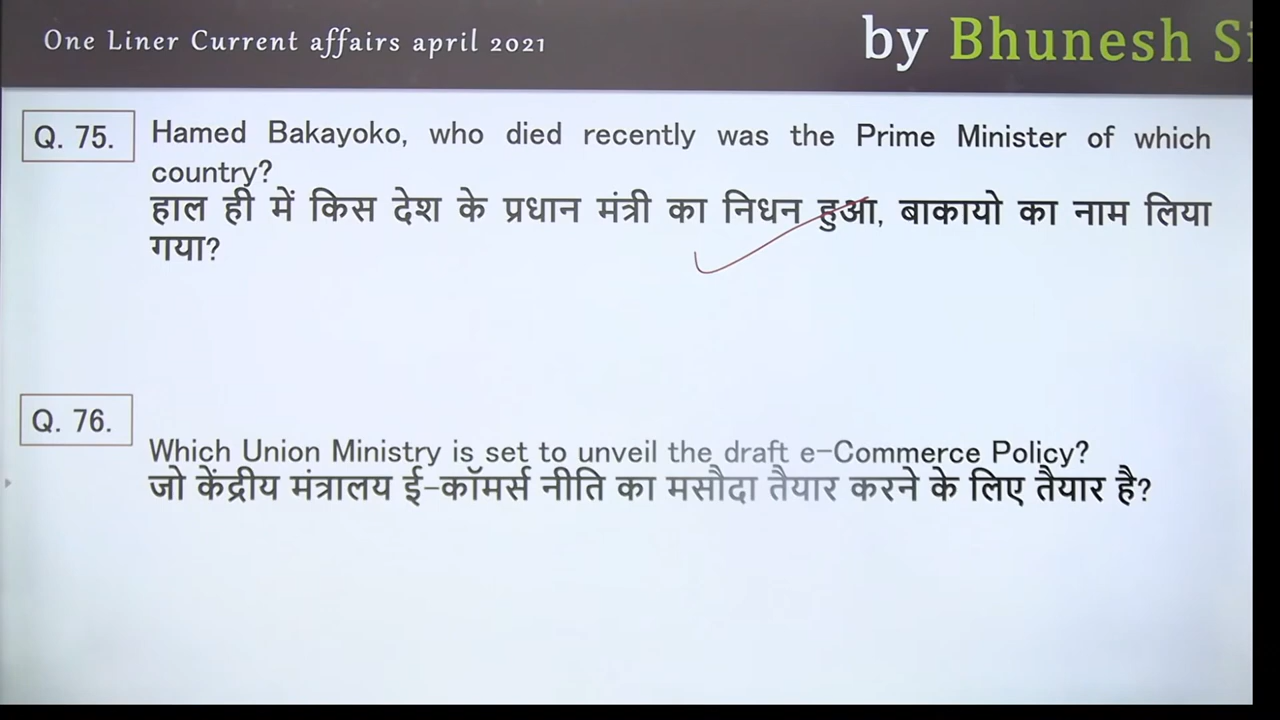 One Liner Current affairs april 2021
by Bhunesh Si
Q. 75.
Hamed Bakayoko, who died recently was the Prime Minister of which
country?
हाल ही में किस देश के प्रधान मंत्री का निधन हुआ, बाकायो का नाम लिया
गया?
Q. 76.
Which Union Ministry is set to unveil the draft e-Commerce Policy?
जो केंद्रीय मंत्रालय ई-कॉमर्स नीति का मसौदा तैयार करने के लिए तैयार है?